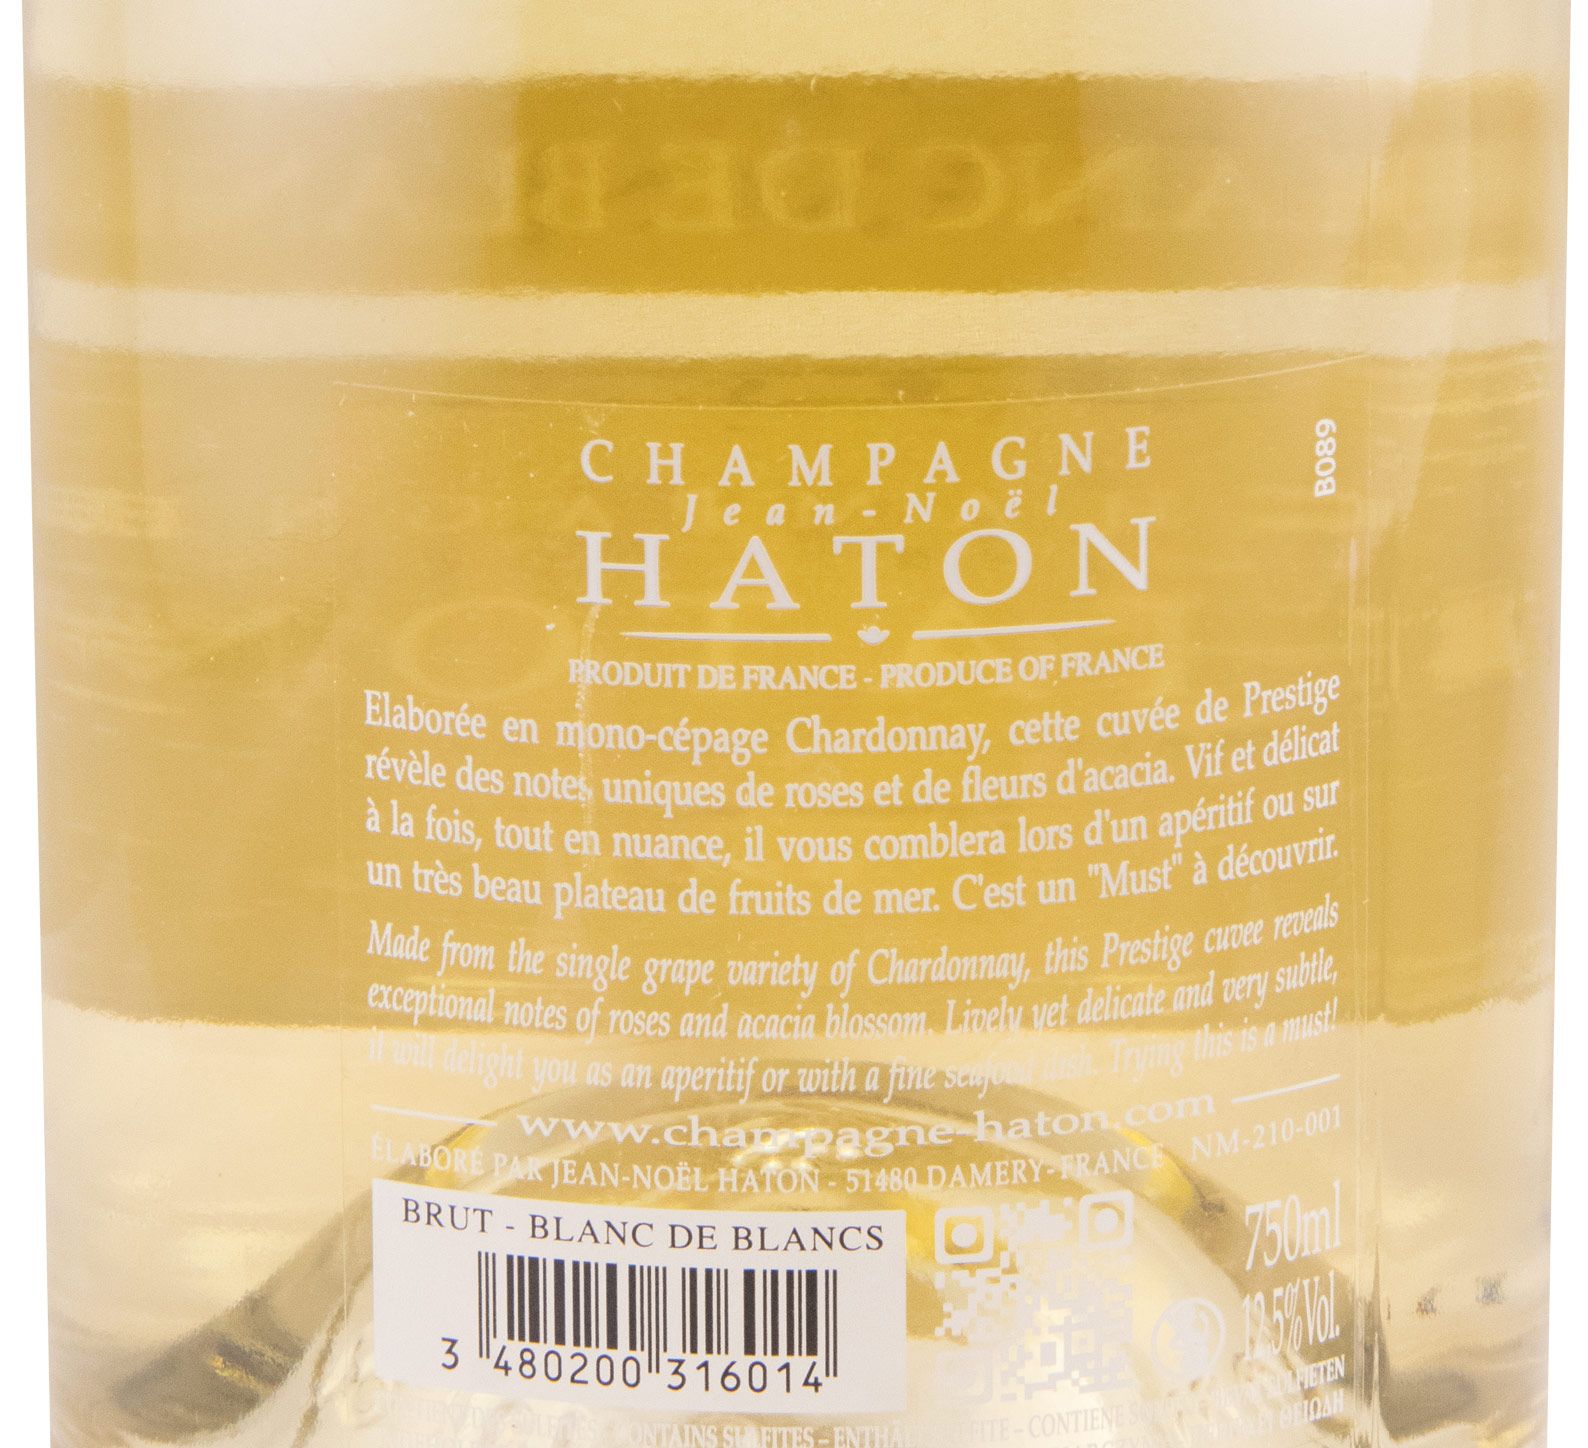 CHAMPAGNE
Jean-Noël
HATON
B089
PRODUIT DE FRANCE - PRODUCE OF FRANCE
Elaborée en mono-cépage Chardonnay, cette cuvée de Prestige
révèle des notes uniques de roses et de fleurs d'acacia. Vif et délicat
à la fois, tout en nuance, il vous comblera lors d'un apéritif ou sur
un très beau plateau de fruits de mer. C'est un "Must" à découvrir.
Made from the single grape variety of Chardonnay, this Prestige cuvee reveals
exceptional notes of roses and acacia blossom. Lively yet delicate and very subtle,
it will delight you as an aperitif or with a fine seafood dish. Trying this is a must!
www.champagne-haton.com
ÉLABORÉ PAR JEAN-NOËL HATON - 51480 DAMERY-FRANCE NM-210-001
BRUT - BLANC DE BLANCS
750ml
12.5%Vol.
3 480200 316014
CONTAINS SULFITES -